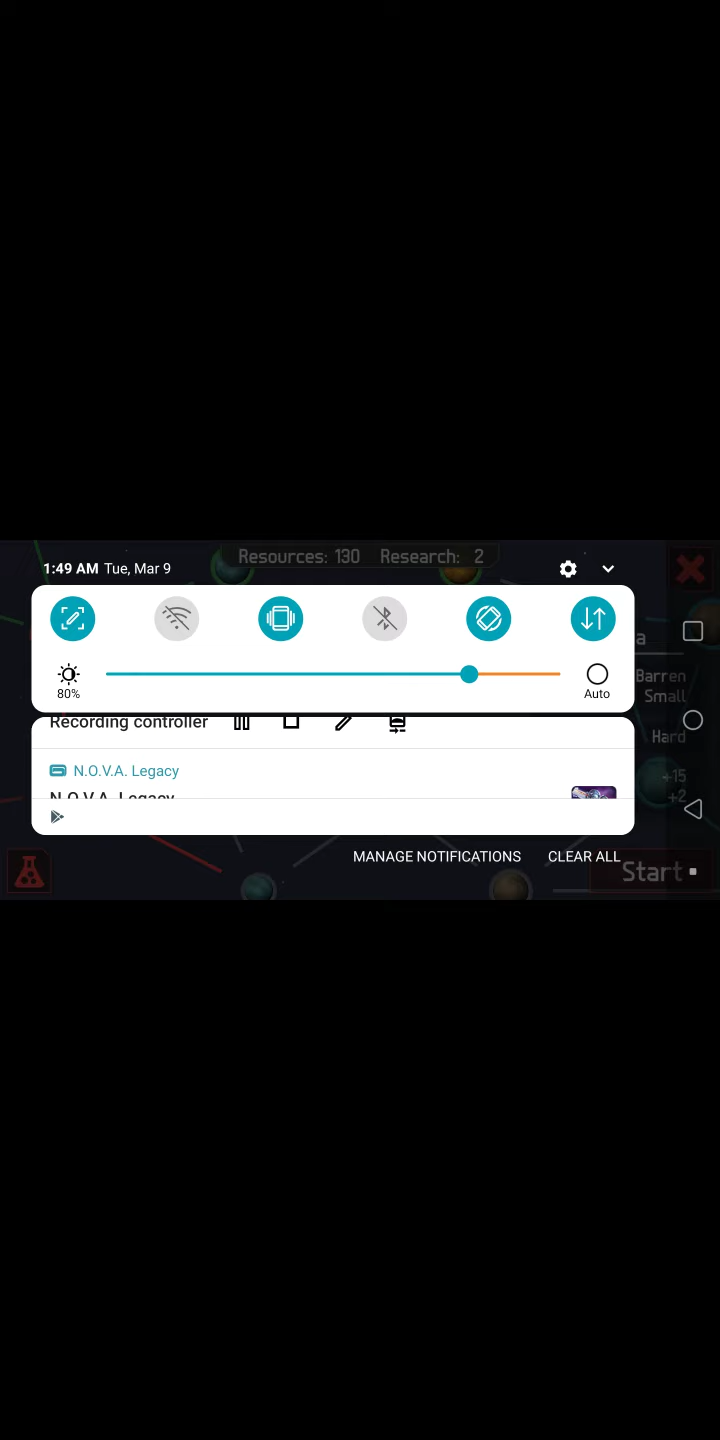 Resources: 130 Research: 2
1:49 AM Tue, Mar 9
80%
Auto
a
Barren
Small
Hard
+15
+2
Recording controller
N.O.V.A. Legacy
N.O.V.A. Legacy
MANAGE NOTIFICATIONS CLEAR ALL
Start